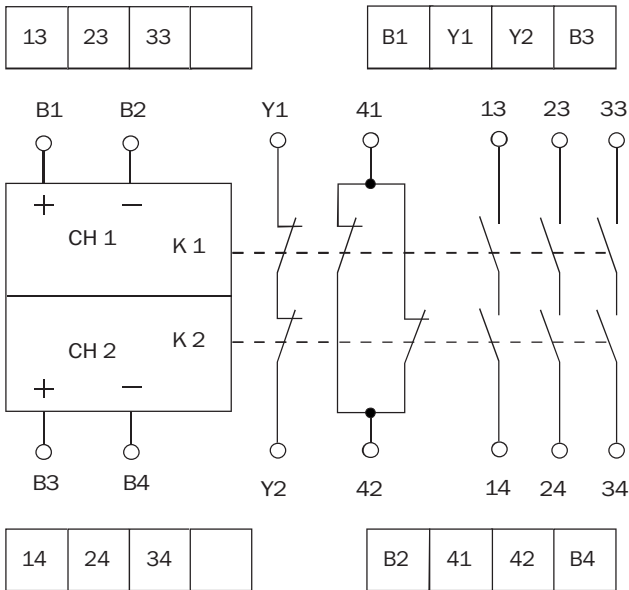 13 23 33 B1 Y1 Y2 B3
B1 B2 Y1 41 13 23 33
+ −
CH 1 K 1
CH 2 K 2
+ −
B3 B4 Y2 42 14 24 34
14 24 34 B2 41 42 B4